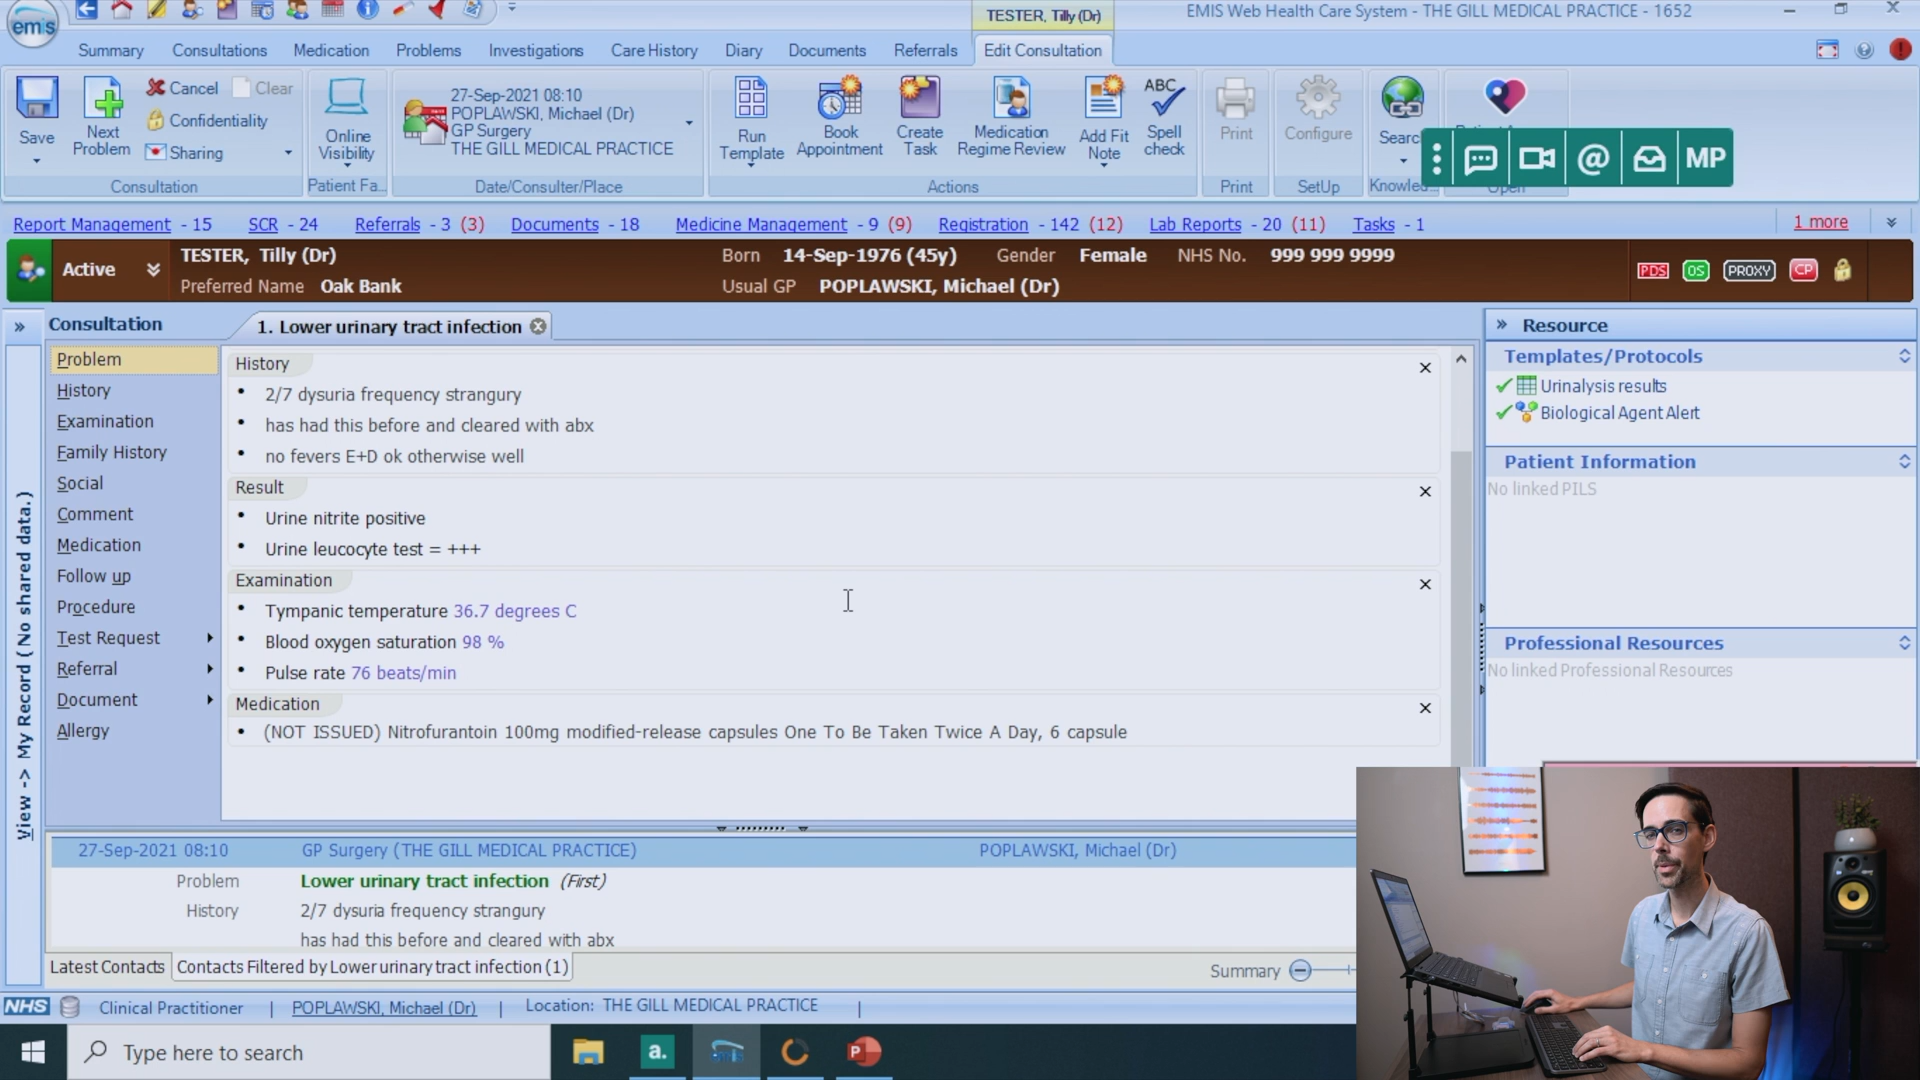 emis
TESTER, Tilly (Dr)
EMIS Web Health Care System - THE GILL MEDICAL PRACTICE - 1652
Summary
Consultations
Medication
Problems
Investigations
Care History
Diary
Documents
Referrals
Edit Consultation
Save
Next Problem
Cancel
Clear
Confidentiality
Sharing
Consultation
Online Visibility
Patient Fa...
27-Sep-2021 08:10
POPLAWSKI, Michael (Dr)
GP Surgery
THE GILL MEDICAL PRACTICE
Date/Consulter/Place
Run Template
Book Appointment
Create Task
Medication Regime Review
Add Fit Note
ABC
Spell check
Actions
Print
Print
Configure
SetUp
Searc
Knowled...
Open
@
MP
Report Management - 15
SCR - 24
Referrals - 3 (3)
Documents - 18
Medicine Management - 9 (9)
Registration - 142 (12)
Lab Reports - 20 (11)
Tasks - 1
1 more
Active
TESTER, Tilly (Dr)
Born 14-Sep-1976 (45y)
Gender Female
NHS No. 999 999 9999
Preferred Name Oak Bank
Usual GP POPLAWSKI, Michael (Dr)
PDS
OS
PROXY
CP
View -> My Record ( No shared data.)
Consultation
Problem
History
Examination
Family History
Social
Comment
Medication
Follow up
Procedure
Test Request
Referral
Document
Allergy
1. Lower urinary tract infection
History
• 2/7 dysuria frequency strangury
• has had this before and cleared with abx
• no fevers E+D ok otherwise well
Result
• Urine nitrite positive
• Urine leucocyte test = +++
Examination
• Tympanic temperature 36.7 degrees C
• Blood oxygen saturation 98 %
• Pulse rate 76 beats/min
Medication
• (NOT ISSUED) Nitrofurantoin 100mg modified-release capsules One To Be Taken Twice A Day, 6 capsule
Resource
Templates/Protocols
Urinalysis results
Biological Agent Alert
Patient Information
No linked PILS
Professional Resources
No linked Professional Resources
27-Sep-2021 08:10
GP Surgery (THE GILL MEDICAL PRACTICE)
POPLAWSKI, Michael (Dr)
Problem
Lower urinary tract infection (First)
History
2/7 dysuria frequency strangury
has had this before and cleared with abx
Latest Contacts
Contacts Filtered by Lower urinary tract infection (1)
Summary
NHS
Clinical Practitioner
POPLAWSKI, Michael (Dr)
Location: THE GILL MEDICAL PRACTICE
Type here to search
a.
emis
P